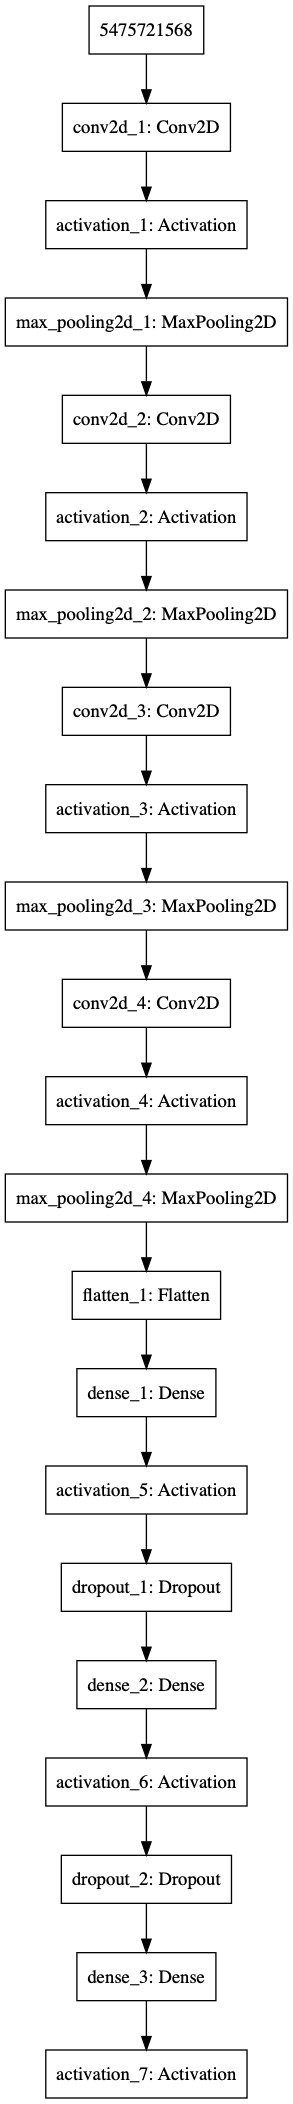 5475721568
conv2d_1: Conv2D
activation_1: Activation
max_pooling2d_1: MaxPooling2D
conv2d_2: Conv2D
activation_2: Activation
max_pooling2d_2: MaxPooling2D
conv2d_3: Conv2D
activation_3: Activation
max_pooling2d_3: MaxPooling2D
conv2d_4: Conv2D
activation_4: Activation
max_pooling2d_4: MaxPooling2D
flatten_1: Flatten
dense_1: Dense
activation_5: Activation
dropout_1: Dropout
dense_2: Dense
activation_6: Activation
dropout_2: Dropout
dense_3: Dense
activation_7: Activation